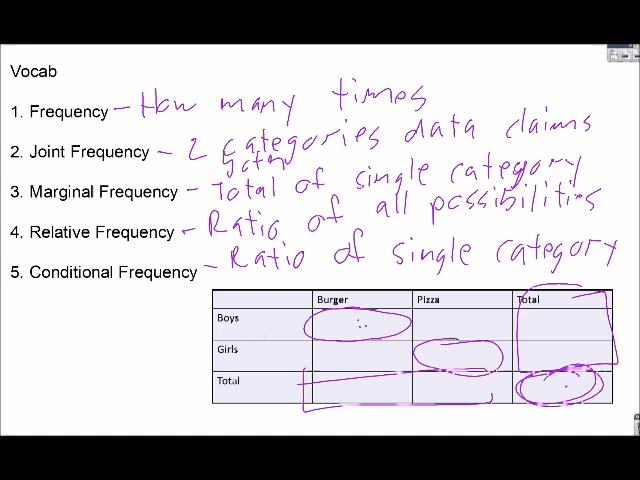 Vocab
1. Frequency - How many times
2. Joint Frequency - 2 categories data claims
both
3. Marginal Frequency - Total of single category
4. Relative Frequency - Ratio of all possibilities
5. Conditional Frequency - Ratio of single category
Burger Pizza Total
Boys
Girls
Total